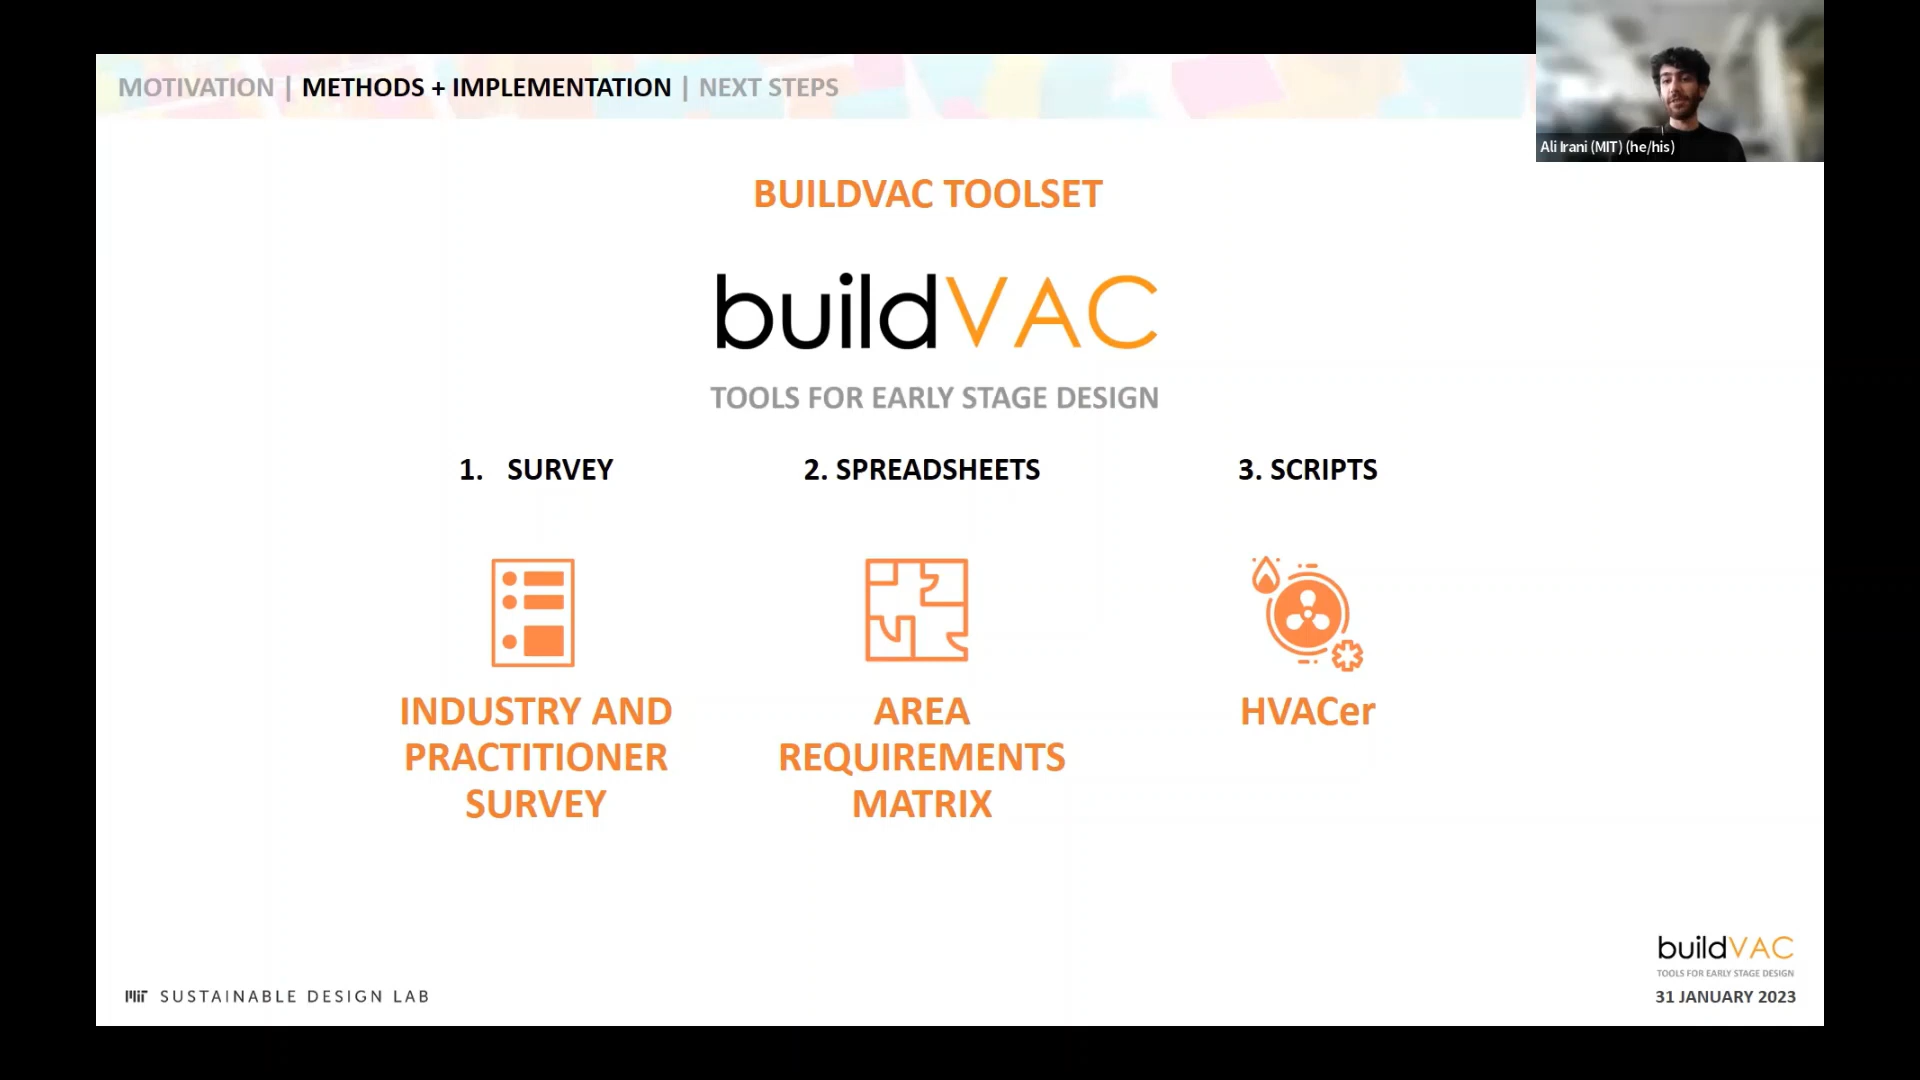 MOTIVATION | METHODS + IMPLEMENTATION | NEXT STEPS
Ali Irani (MIT) (he/his)
BUILDVAC TOOLSET
buildVAC
TOOLS FOR EARLY STAGE DESIGN
1. SURVEY
2. SPREADSHEETS
3. SCRIPTS
INDUSTRY AND
PRACTITIONER
SURVEY
AREA
REQUIREMENTS
MATRIX
HVACer
MIT SUSTAINABLE DESIGN LAB
buildVAC
TOOLS FOR EARLY STAGE DESIGN
31 JANUARY 2023